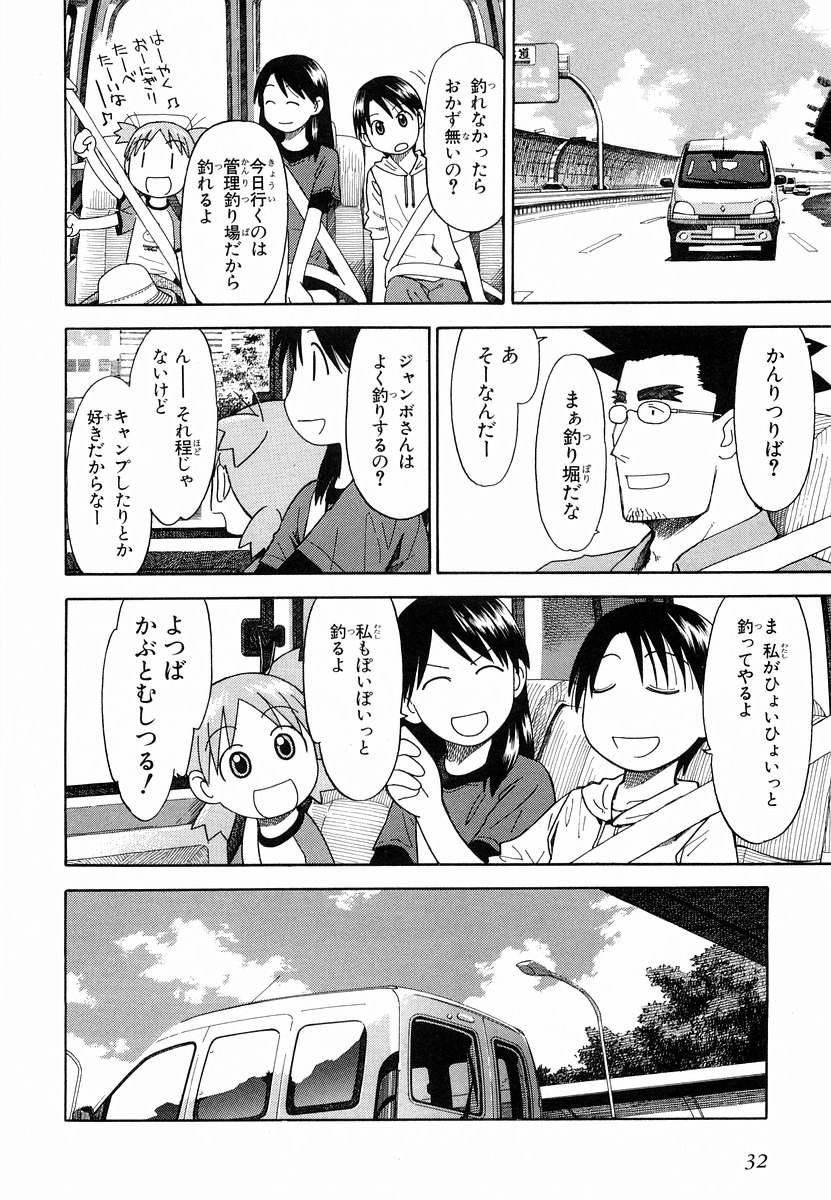 道
釣れなかったら
おかず無いの?
今日行くのは
管理釣り場だから
釣れるよ
はーやく
おーにぎり
たーべ
たーいなー♪
かんりつりば?
まぁ釣り堀だな
あ
そーなんだー
ジャンボさんは
よく釣りするの?
んーーそれ程じゃ
ないけど
キャンプしたりとか
好きだからなー
ま 私がひょいひょいっと
釣ってやるよ
私もぽいぽいっと
釣るよ
よつば
かぶとむしつる!
32